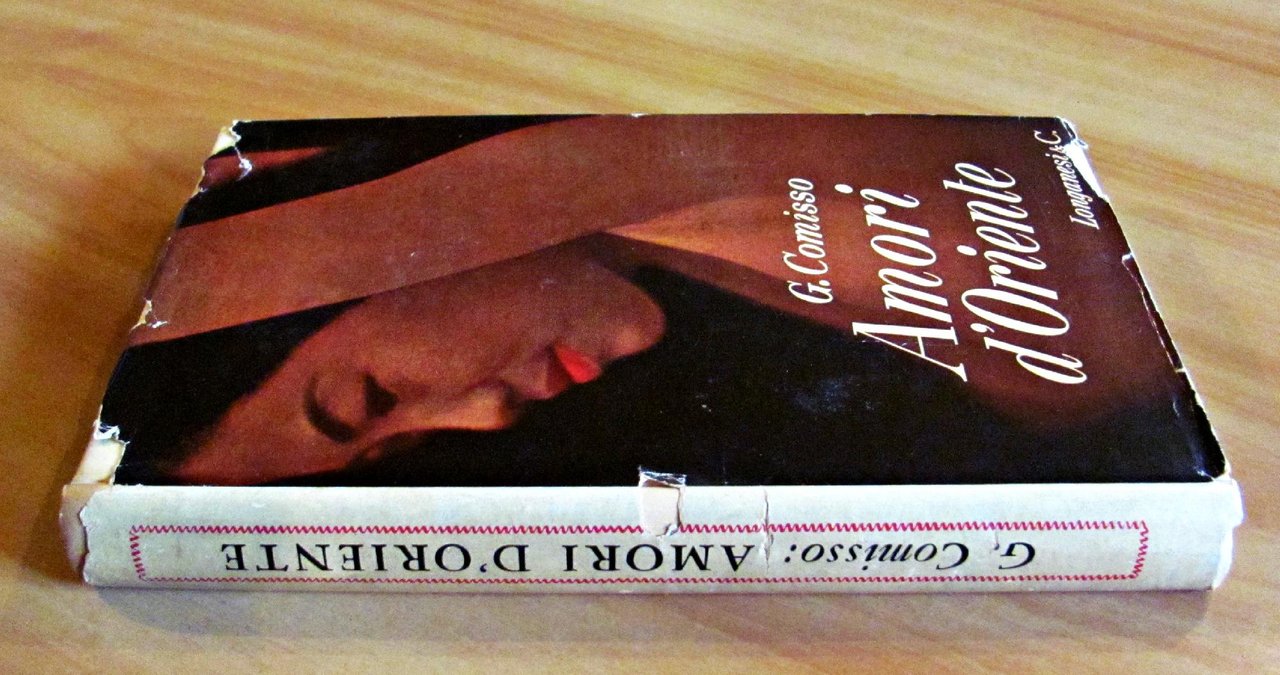 G. Comisso
Amori
d'Oriente
Longanesi & C.
G. Comisso: AMORI D'ORIENTE